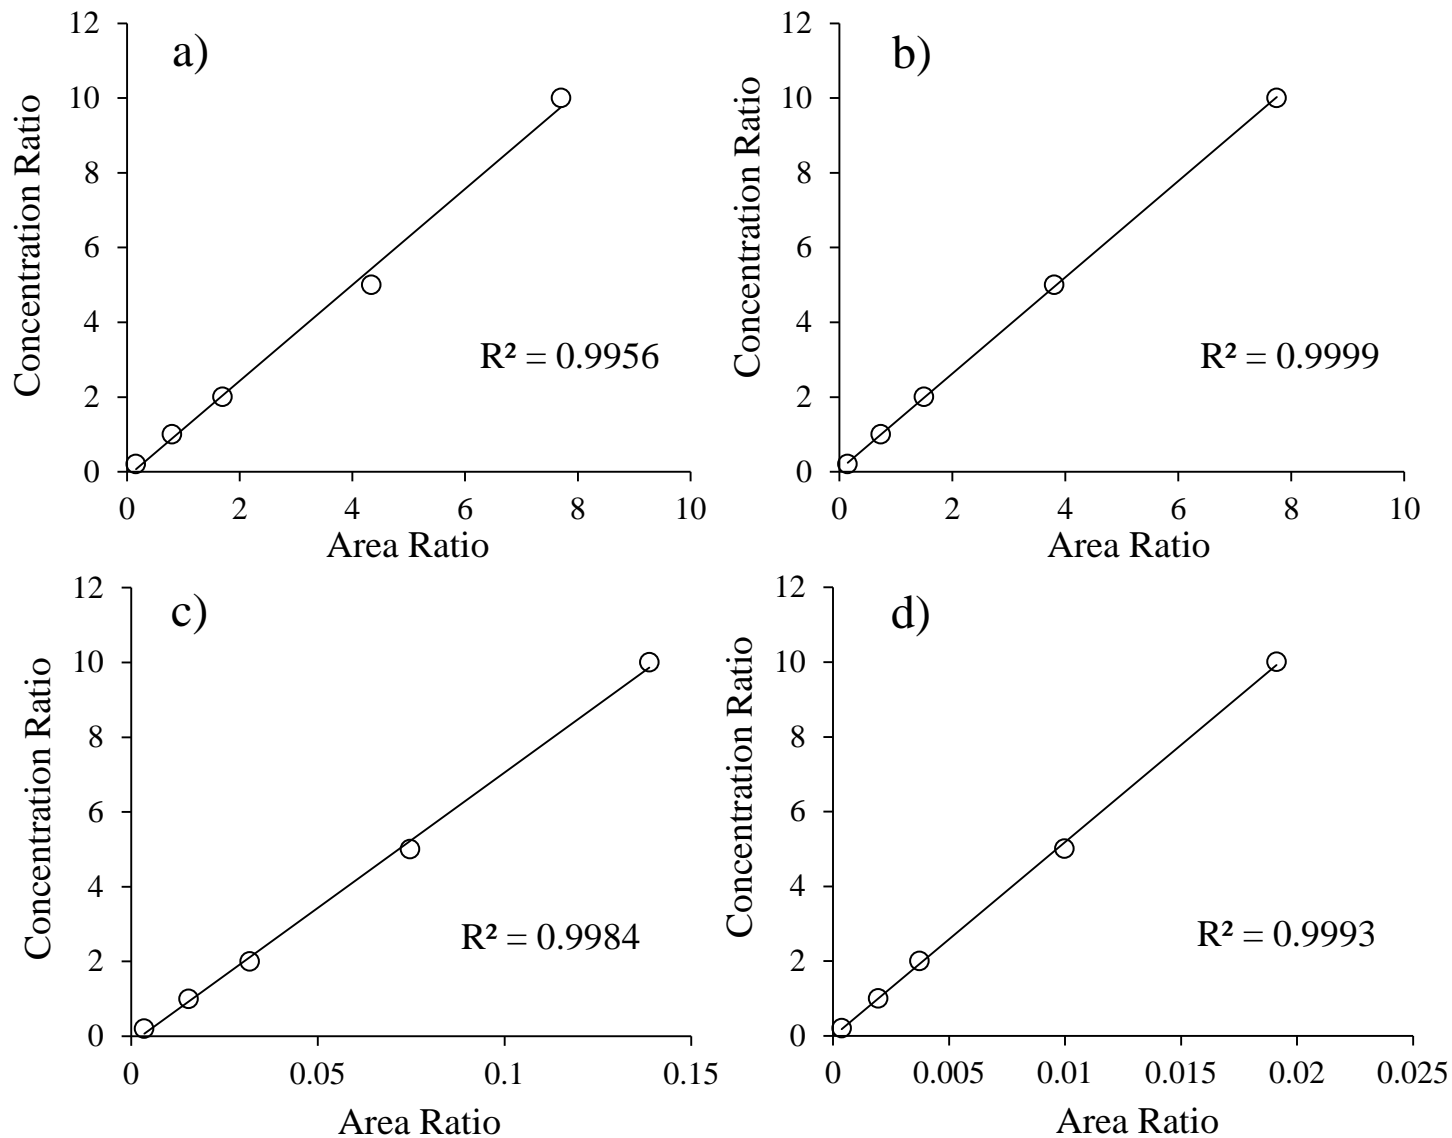 a)
Concentration Ratio
12
10
8
6
4
2
0
R² = 0.9956
0 2 4 6 8 10
Area Ratio
b)
Concentration Ratio
12
10
8
6
4
2
0
R² = 0.9999
0 2 4 6 8 10
Area Ratio
c)
Concentration Ratio
12
10
8
6
4
2
0
R² = 0.9984
0 0.05 0.1 0.15
Area Ratio
d)
Concentration Ratio
12
10
8
6
4
2
0
R² = 0.9993
0 0.005 0.01 0.015 0.02 0.025
Area Ratio